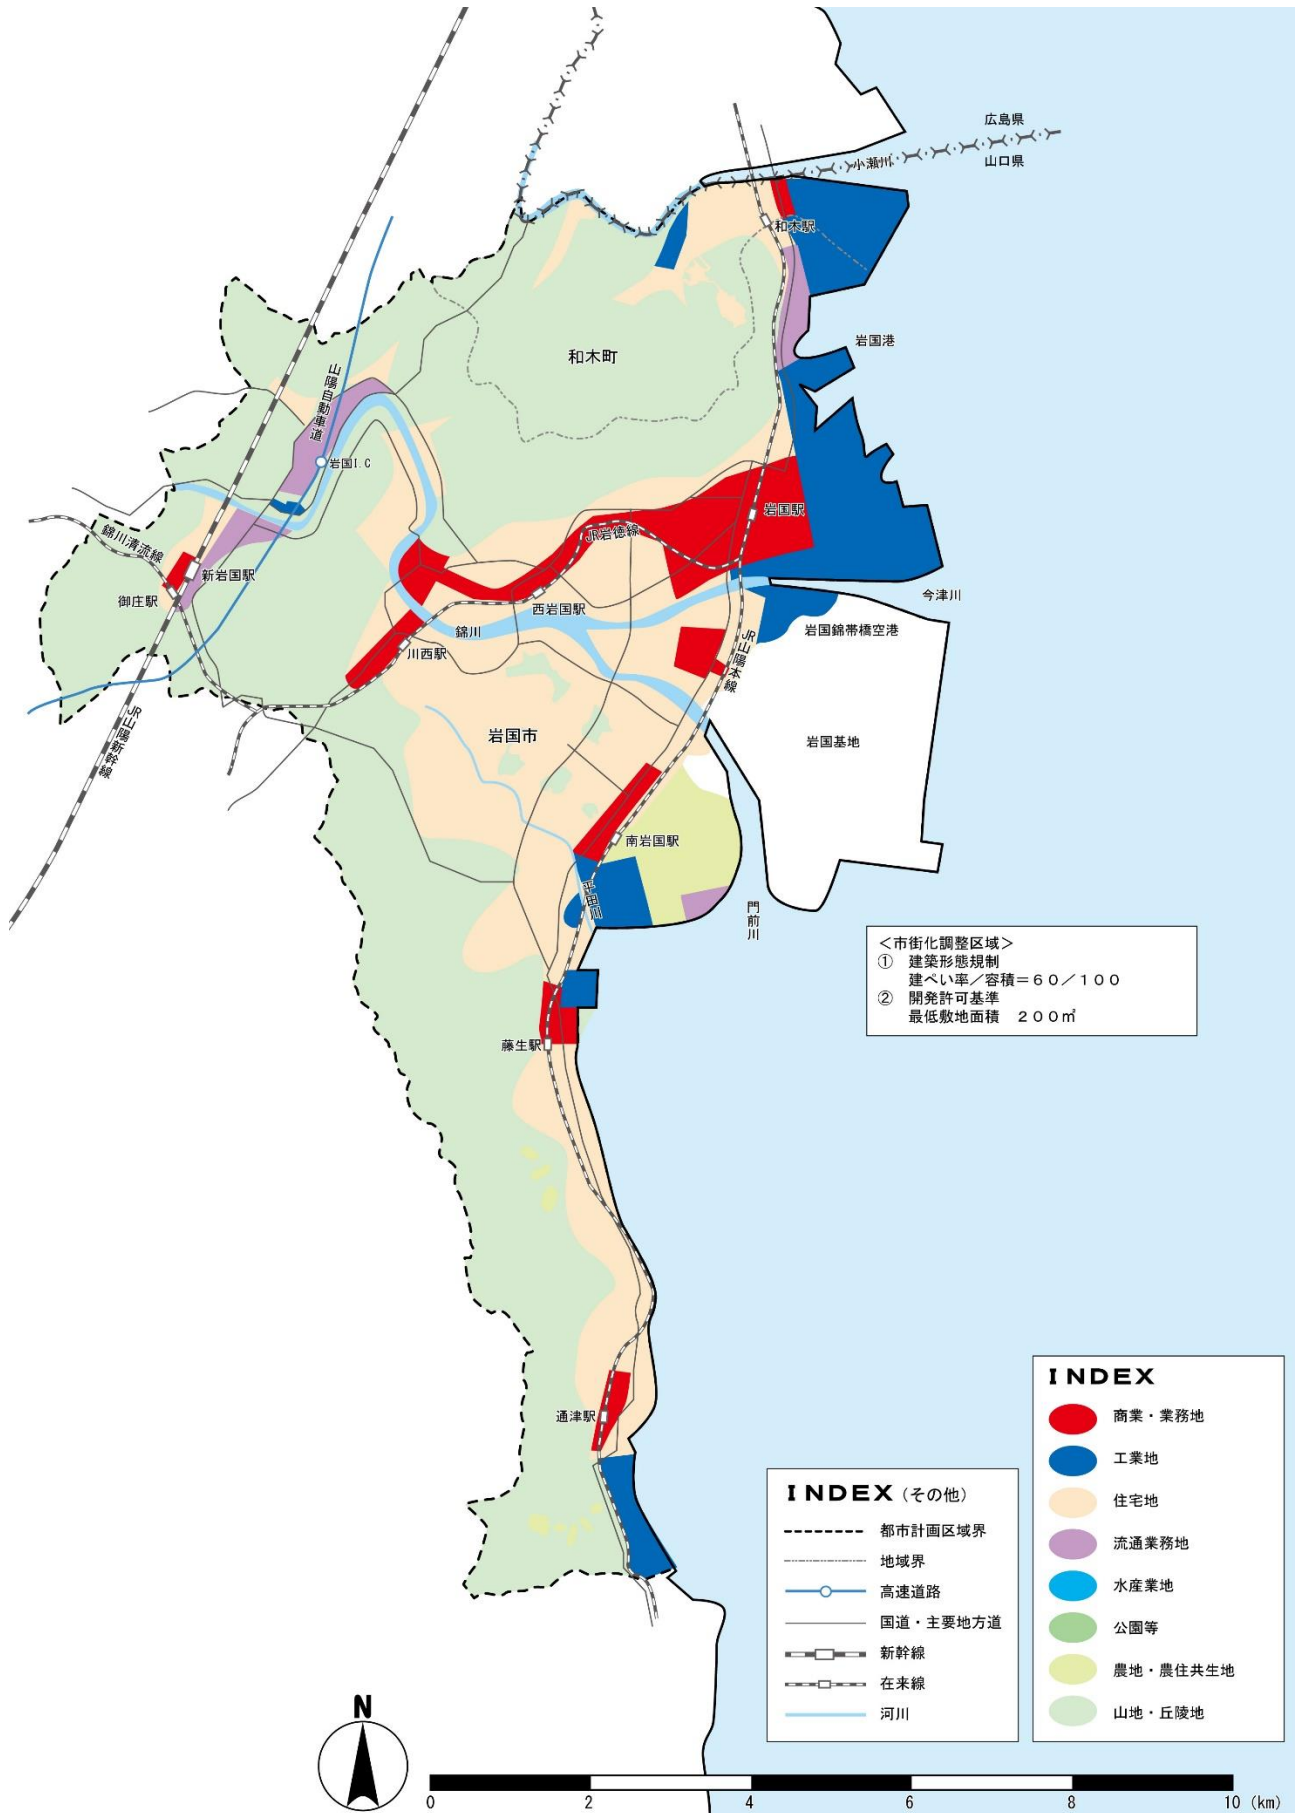 広島県
小瀬川
山口県
和木駅
岩国港
和木町
山陽自動車道
岩国I.C
岩国駅
JR岩徳線
錦川清流線
新岩国駅
御庄駅
西岩国駅
今津川
錦川
岩国錦帯橋空港
川西駅
JR山陽本線
JR山陽新幹線
岩国市
岩国基地
南岩国駅
平田川
門前川
＜市街化調整区域＞
① 建築形態規制
建ぺい率／容積＝６０／１００
② 開発許可基準
最低敷地面積 ２００㎡
藤生駅
通津駅
INDEX
商業・業務地
工業地
住宅地
流通業務地
水産業地
公園等
農地・農住共生地
山地・丘陵地
INDEX（その他）
都市計画区域界
地域界
高速道路
国道・主要地方道
新幹線
在来線
河川
N
0 2 4 6 8 10 (km)